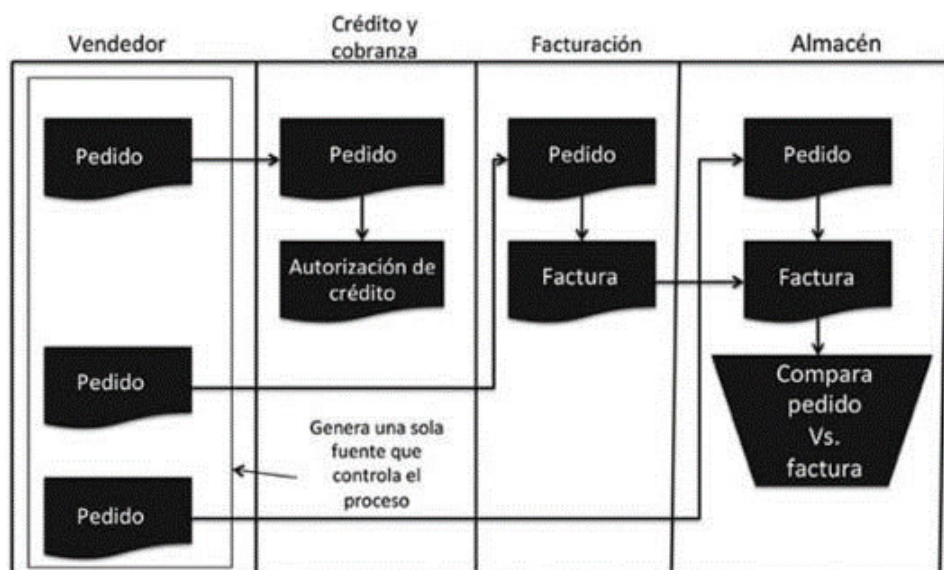 Vendedor
Crédito y
cobranza
Facturación
Almacén
Pedido
Pedido
Pedido
Pedido
Autorización de
crédito
Factura
Factura
Pedido
Compara
pedido
Vs.
factura
Genera una sola
fuente que
controla el
proceso
Pedido